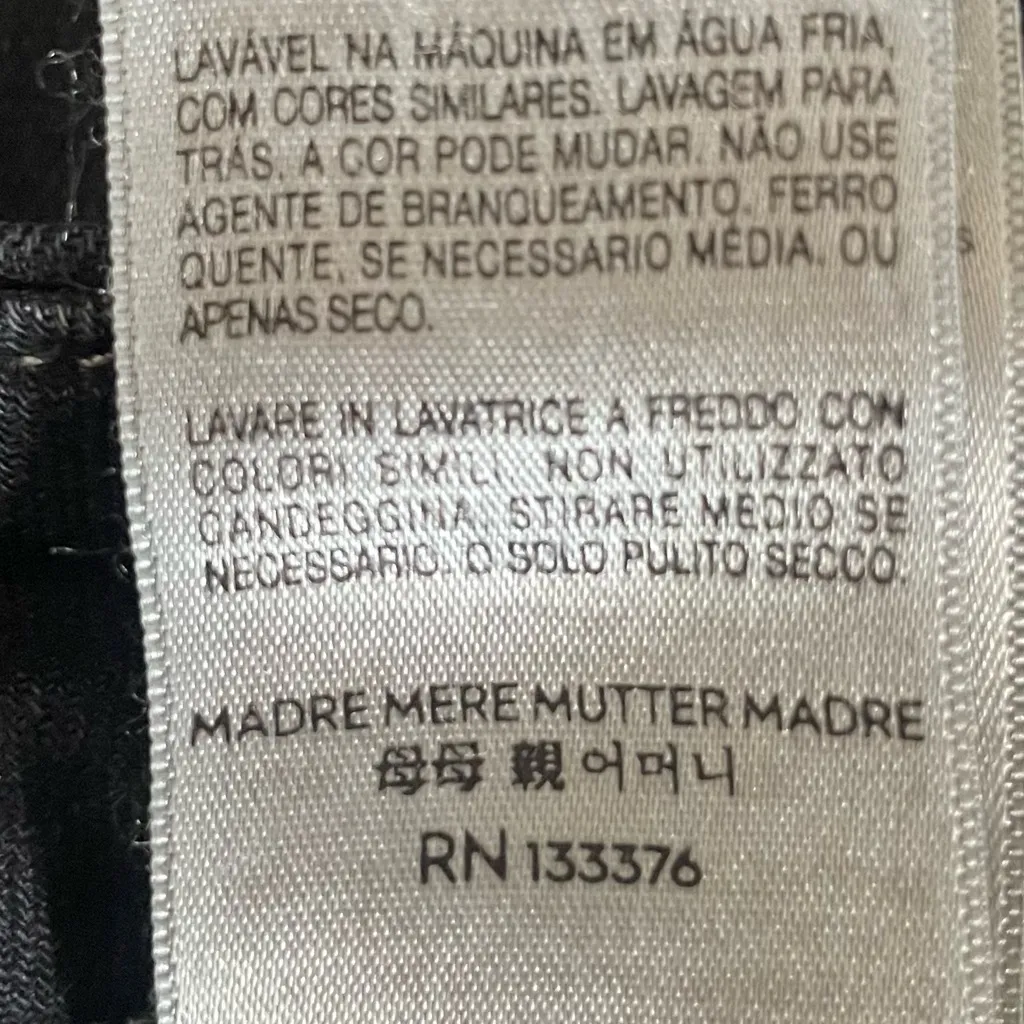 LAVÁVEL NA MÁQUINA EM ÁGUA FRIA,
COM CORES SIMILARES. LAVAGEM PARA
TRÁS. A COR PODE MUDAR. NÃO USE
AGENTE DE BRANQUEAMENTO. FERRO
QUENTE, SE NECESSARIO MÉDIA. OU
APENAS SECO.
LAVARE IN LAVATRICE A FREDDO CON
COLORI SIMILI. NON UTILIZZATO
CANDEGGINA. STIRARE MEDIO SE
NECESSARIO. O SOLO PULITO SECCO.
MADRE MERE MUTTER MADRE
母母 親 어머니
RN 133376
S